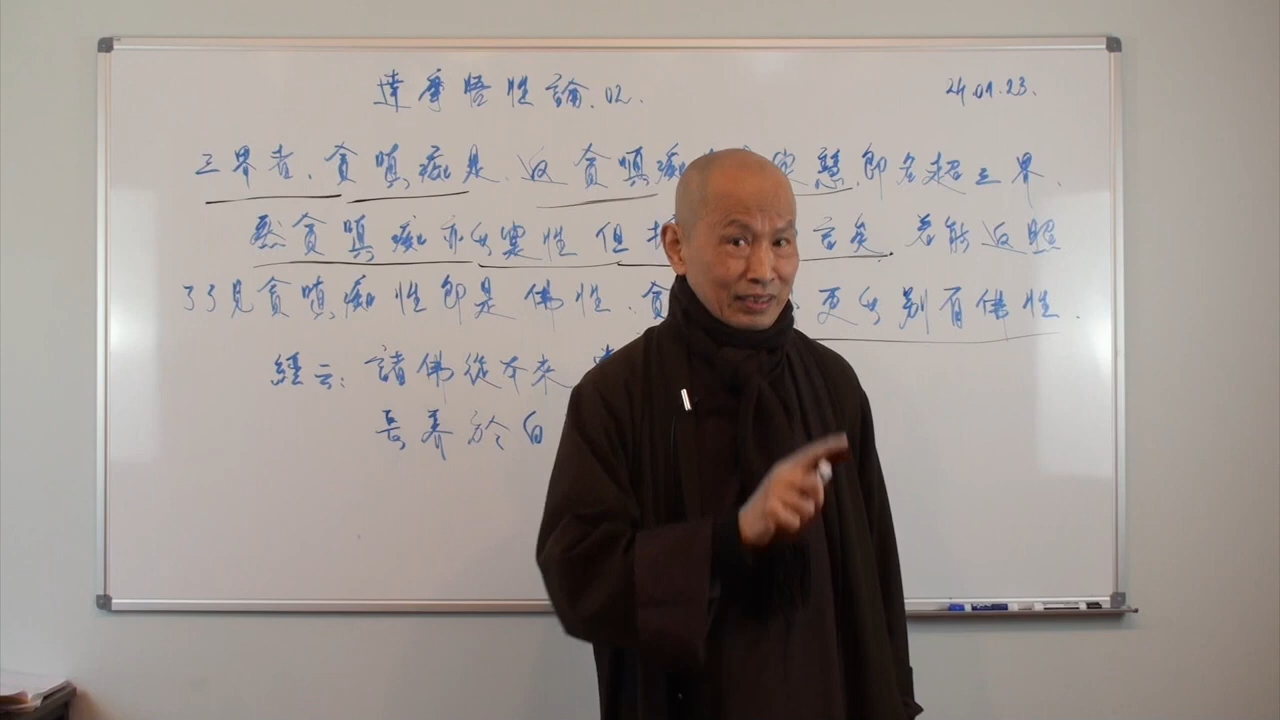 達摩悟性論.02.
24.01.23.
三界者、貪嗔癡是、返貪嗔癡 慧、即名超三界、
然貪嗔癡亦無實性 但 言矣、若能返照
了了見貪嗔癡性即是佛性、貪 更無別有佛性.
經云: 諸佛從本來
長养於白